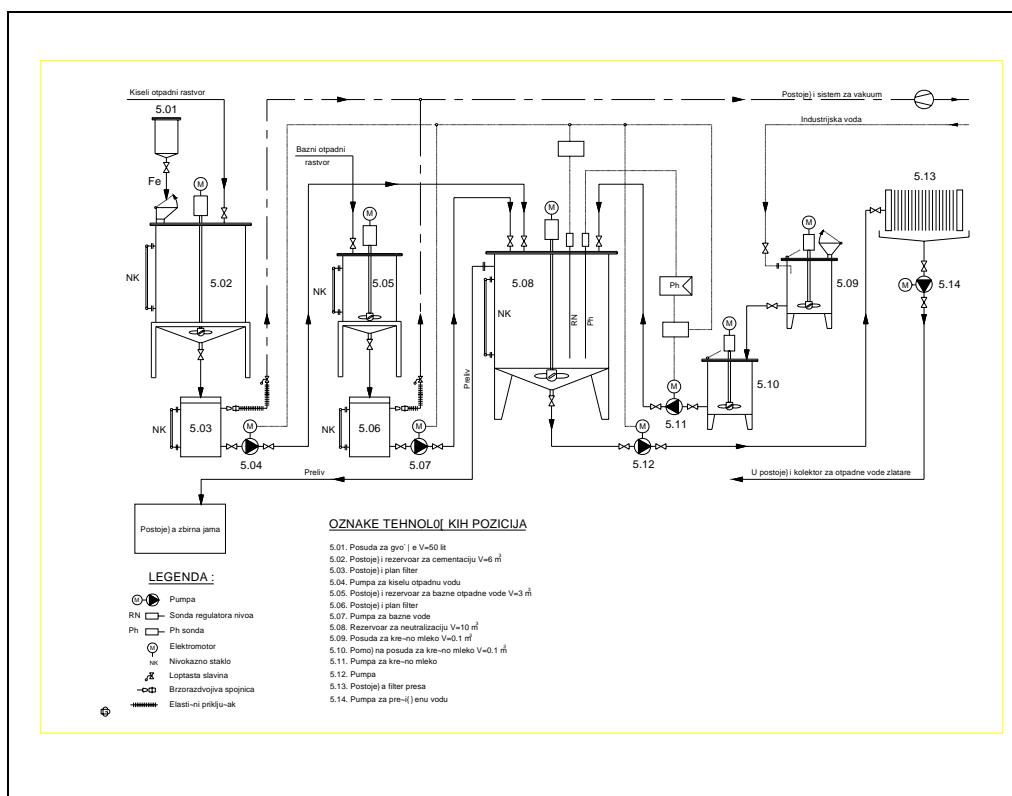 Kiseli otpadni rastvor
5.01
Postoje} i sistem za vakuum
Industrijska voda
Bazni otpadni
rastvor
5.13
Fe
M
M
M
M
NK
5.02
NK
5.05
5.08
NK
RN
Ph
Ph
5.09
M
5.14
M
5.10
Preliv
M
5.11
NK
5.03
M
5.04
NK
5.06
M
5.07
M
5.12
Preliv
U postoje} i kolektor za otpadne vode zlatare
Postoje} a zbirna jama
OZNAKE TEHNOL0[ KIH POZICIJA
5.01. Posuda za gvo` | e V=50 lit
5.02. Postoje} i rezervoar za cementaciju V=6 m3
5.03. Postoje} i plan filter
5.04. Pumpa za kiselu otpadnu vodu
5.05. Postoje} i rezervoar za bazne otpadne vode V=3 m3
5.06. Postoje} i plan filter
5.07. Pumpa za bazne vode
5.08. Rezervoar za neutralizaciju V=10 m3
5.09. Posuda za kre~no mleko V=0.1 m3
5.10. Pomo} na posuda za kre~no mleko V=0.1 m3
5.11. Pumpa za kre~no mleko
5.12. Pumpa
5.13. Postoje} a filter presa
5.14. Pumpa za pre~i{ } enu vodu
LEGENDA :
M Pumpa
RN Sonda regulatora nivoa
Ph Ph sonda
M Elektromotor
NK Nivokazno staklo
Loptasta slavina
Brzorazdvojiva spojnica
Elasti~ni priklju~ak